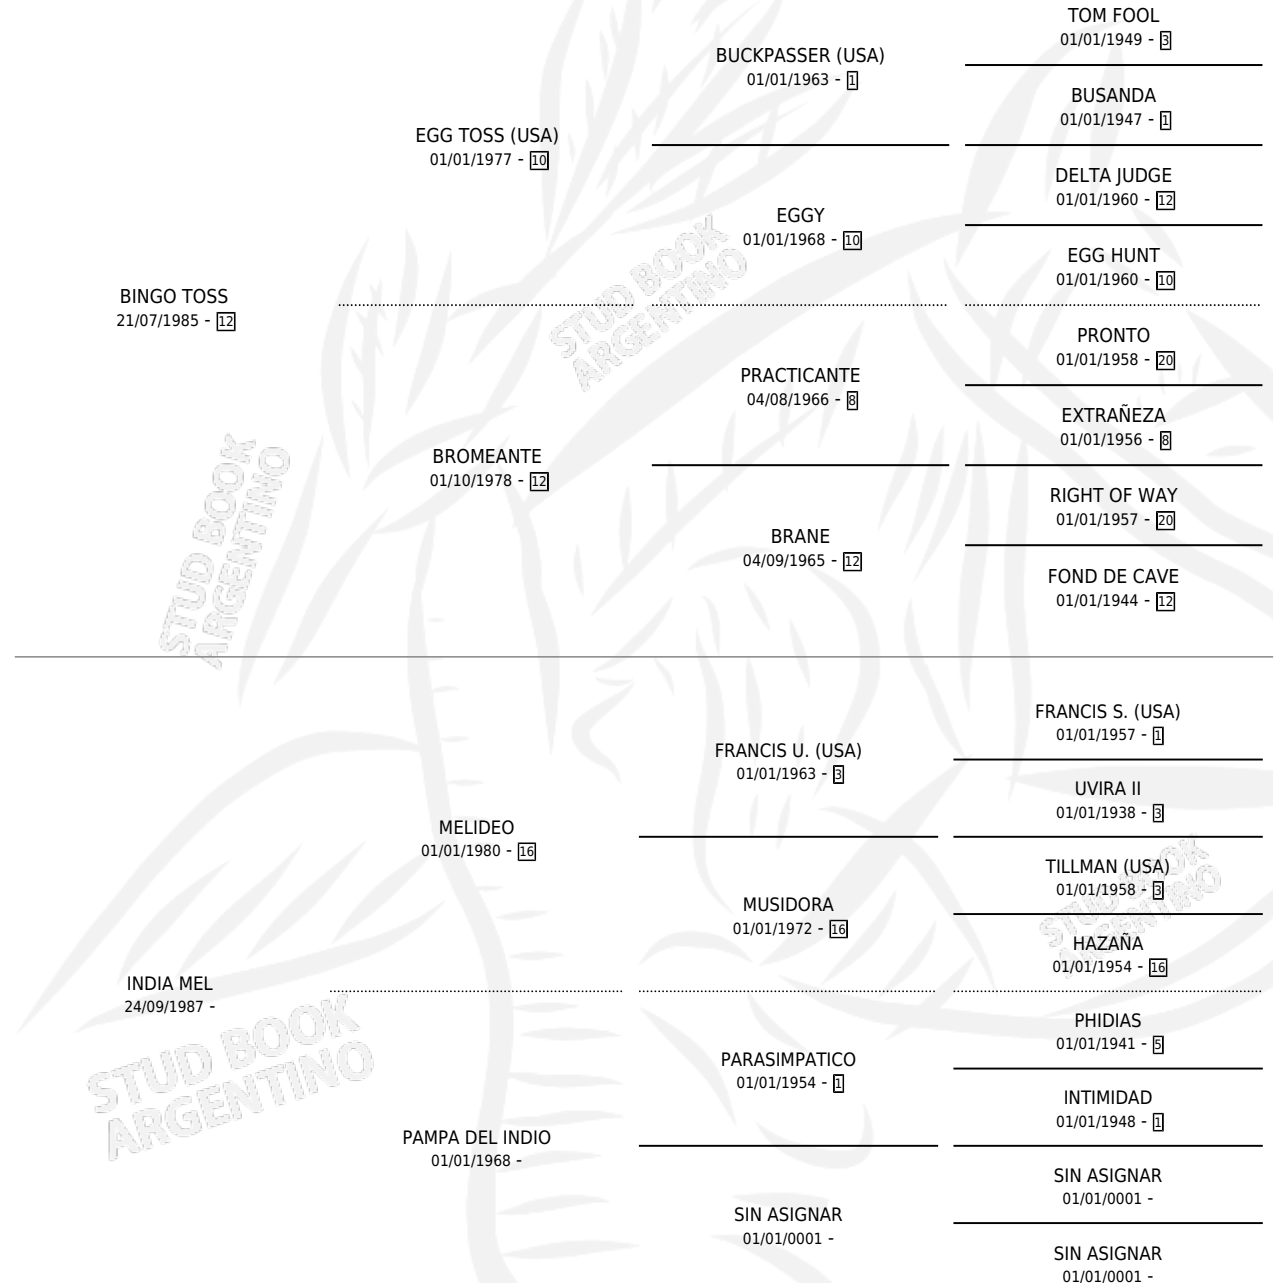 TOM FOOL
01/01/1949 - 3
BUCKPASSER (USA)
01/01/1963 - 1
BUSANDA
01/01/1947 - 1
EGG TOSS (USA)
01/01/1977 - 10
DELTA JUDGE
01/01/1960 - 12
EGGY
01/01/1968 - 10
EGG HUNT
01/01/1960 - 10
BINGO TOSS
21/07/1985 - 12
PRONTO
01/01/1958 - 20
PRACTICANTE
04/08/1966 - 8
EXTRAÑEZA
01/01/1956 - 8
BROMEANTE
01/10/1978 - 12
RIGHT OF WAY
01/01/1957 - 20
BRANE
04/09/1965 - 12
FOND DE CAVE
01/01/1944 - 12
FRANCIS S. (USA)
01/01/1957 - 1
FRANCIS U. (USA)
01/01/1963 - 3
UVIRA II
01/01/1938 - 3
MELIDEO
01/01/1980 - 16
TILLMAN (USA)
01/01/1958 - 3
MUSIDORA
01/01/1972 - 16
HAZAÑA
01/01/1954 - 16
INDIA MEL
24/09/1987 -
PHIDIAS
01/01/1941 - 5
PARASIMPATICO
01/01/1954 - 1
INTIMIDAD
01/01/1948 - 1
PAMPA DEL INDIO
01/01/1968 -
SIN ASIGNAR
01/01/0001 -
SIN ASIGNAR
01/01/0001 -
SIN ASIGNAR
01/01/0001 -
STUD BOOK
ARGENTINO
STUD BOOK
ARGENTINO
STUD BOOK
ARGENTINO
STUD BOOK
ARGENTINO